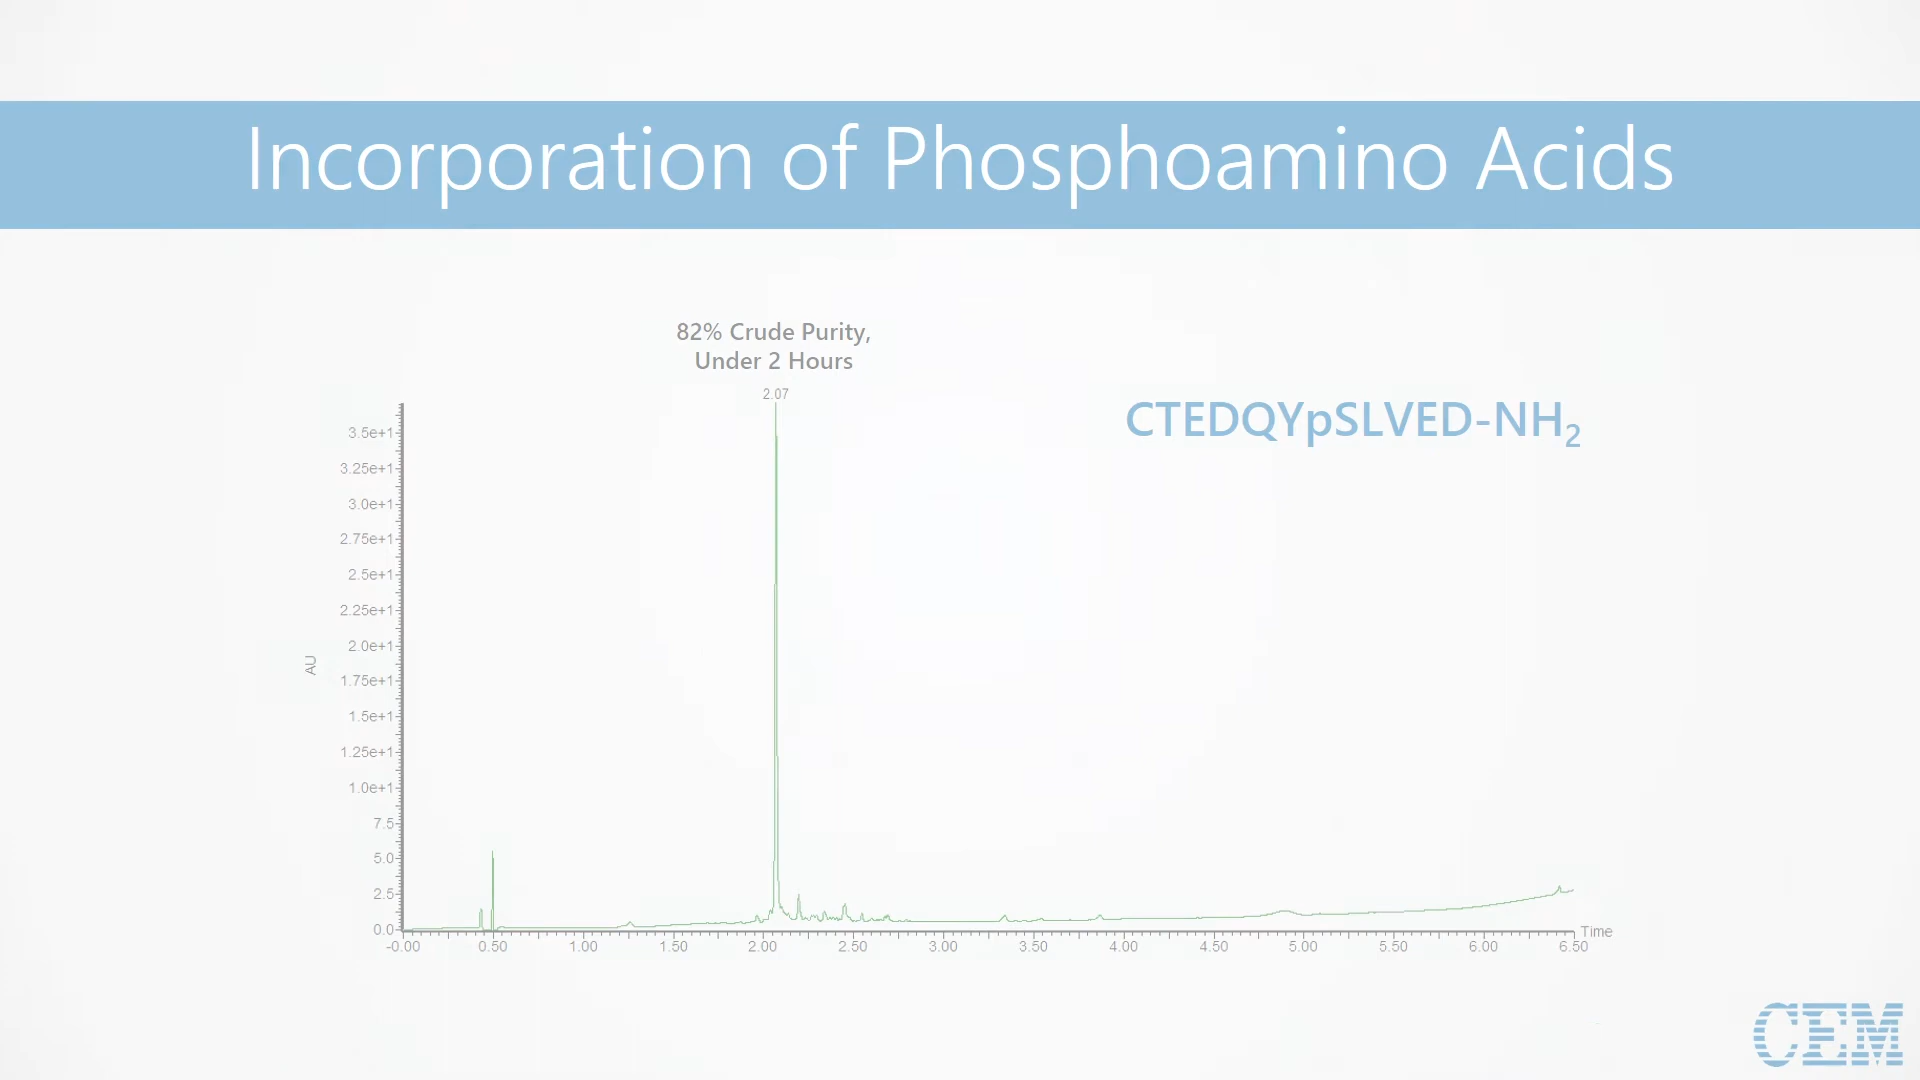 Incorporation of Phosphoamino Acids
82% Crude Purity,
Under 2 Hours
2.07
CTEDQYpSLVED-NH2
3.5e+1
3.25e+1
3.0e+1
2.75e+1
2.5e+1
2.25e+1
2.0e+1
1.75e+1
1.5e+1
1.25e+1
1.0e+1
7.5
5.0
2.5
0.0
AU
-0.00 0.50 1.00 1.50 2.00 2.50 3.00 3.50 4.00 4.50 5.00 5.50 6.00 6.50
Time
CEM